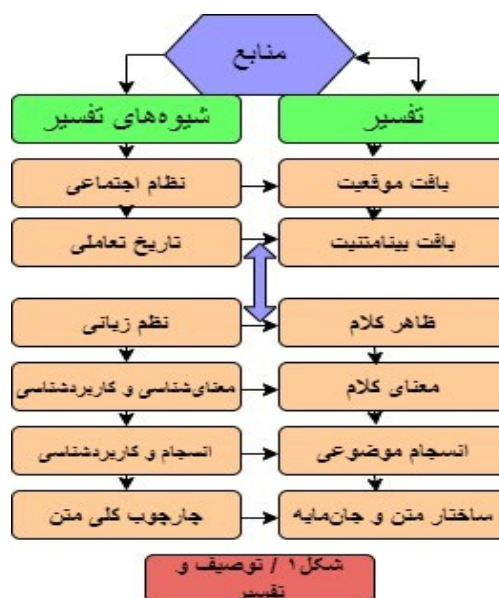 منابع
تفسیر
شیوه‌های تفسیر
بافت موقعیت
نظام اجتماعی
بافت بینامتنیت
تاریخ تعاملی
ظاهر کلام
نظم زبانی
معنای کلام
معنای‌شناسی و کاربردشناسی
انسجام موضوعی
انسجام و کاربردشناسی
ساختار متن و جان‌مایه
چارچوب کلی متن
شکل۱ / توصیف و
تفسیر